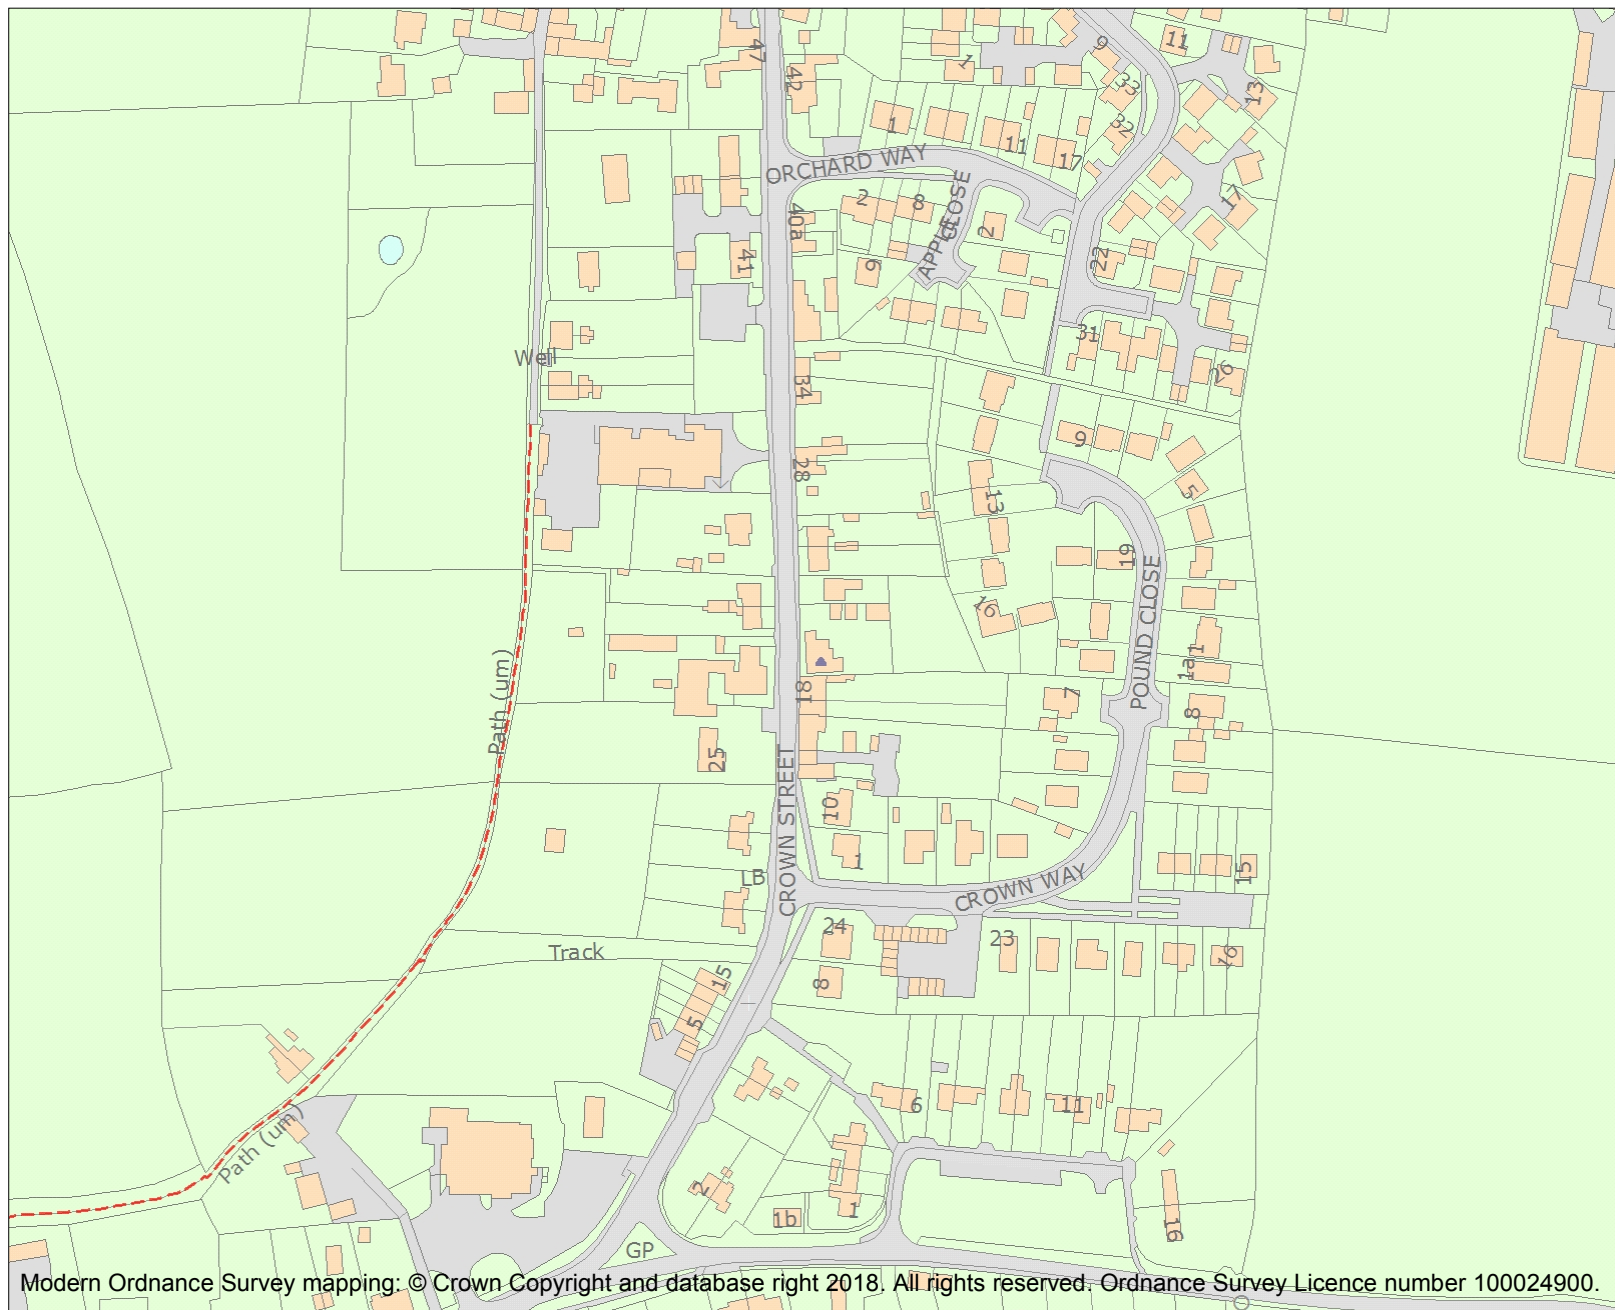 47
42
1
9
33
11
13
32
1
11
17
ORCHARD WAY
17
2
8
APPLE
CLOSE
2
40a
41
6
22
31
26
Well
34
28
9
5
13
19
16
POUND CLOSE
1
1a
7
8
18
Path (um)
25
CROWN STREET
10
1
LB
CROWN WAY
15
24
23
16
Track
15
8
5
6
11
Path (um)
2
1
1b
16
GP
Modern Ordnance Survey mapping: © Crown Copyright and database right 2018. All rights reserved. Ordnance Survey Licence number 100024900.